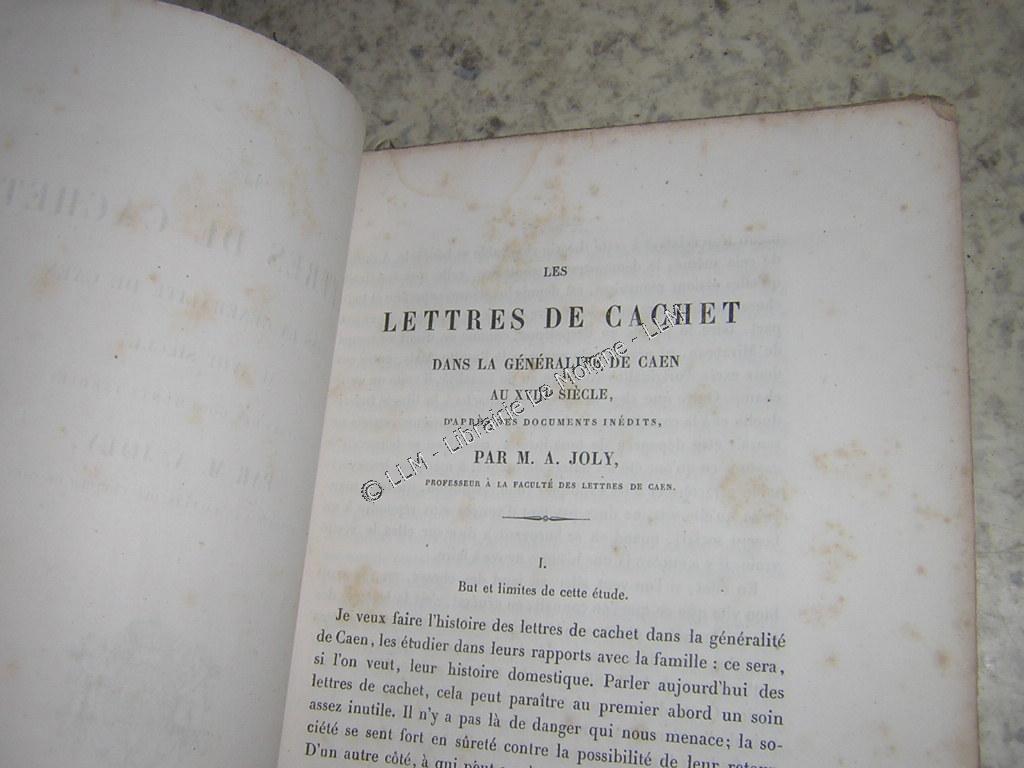 LES
LETTRES DE CACHET
DANS LA GÉNÉRALITÉ DE CAEN
AU XVIIIe SIÈCLE,
D'APRÈS DES DOCUMENTS INÉDITS,
PAR M. A. JOLY,
PROFESSEUR À LA FACULTÉ DES LETTRES DE CAEN.
© LLM - Librairie Le Moinne - LLM
I.
But et limites de cette étude.
Je veux faire l'histoire des lettres de cachet dans la généralité
de Caen, les étudier dans leurs rapports avec la famille : ce sera,
si l'on veut, leur histoire domestique. Parler aujourd'hui des
lettres de cachet, cela peut paraître au premier abord un soin
assez inutile. Il n'y a pas là de danger qui nous menace; la so-
ciété se sent fort en sûreté contre la possibilité de leur retour.
D'un autre côté, à qui